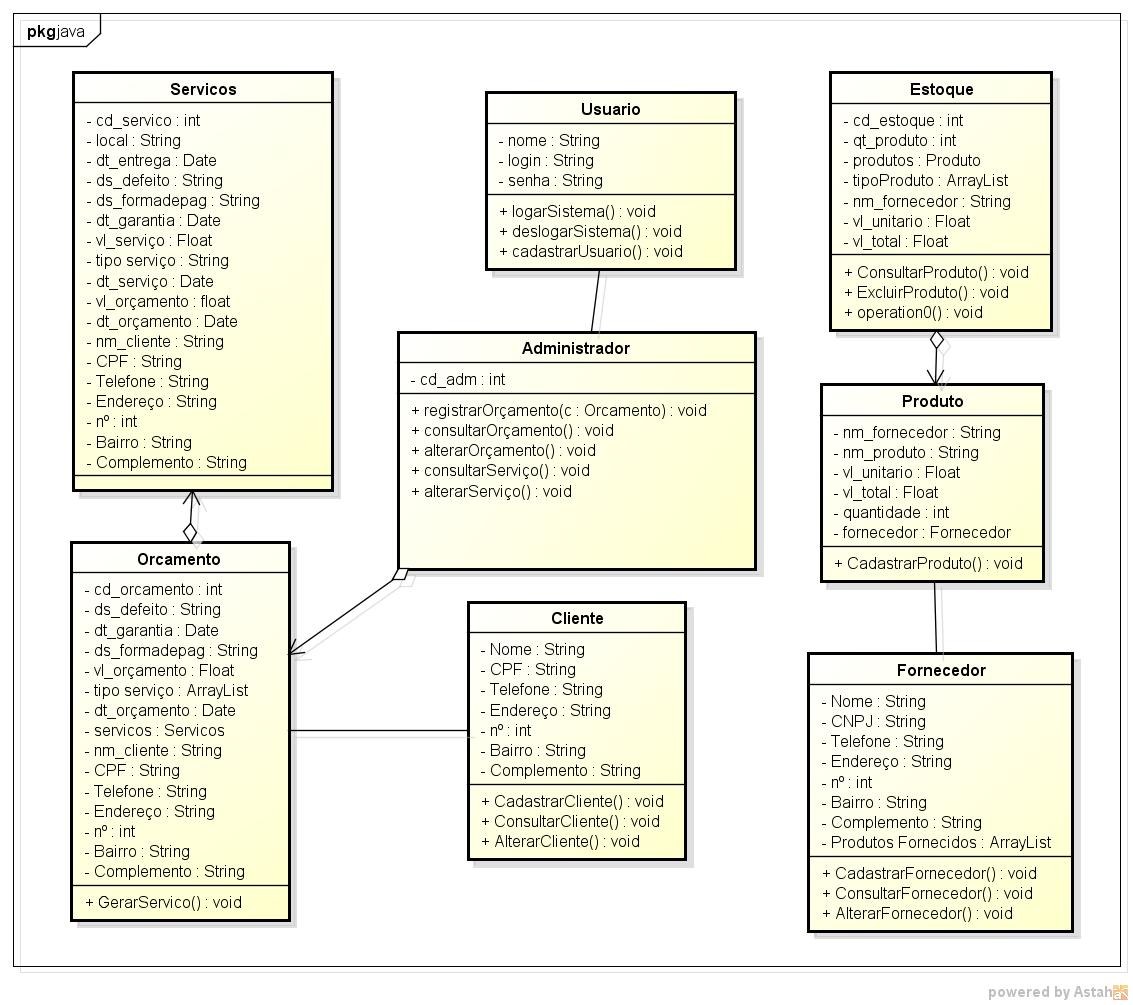 pkg java
Servicos
- cd_servico : int
- local : String
- dt_entrega : Date
- ds_defeito : String
- ds_formadepag : String
- dt_garantia : Date
- vl_serviço : Float
- tipo serviço : String
- dt_serviço : Date
- vl_orçamento : float
- dt_orçamento : Date
- nm_cliente : String
- CPF : String
- Telefone : String
- Endereço : String
- nº : int
- Bairro : String
- Complemento : String
Usuario
- nome : String
- login : String
- senha : String
+ logarSistema() : void
+ deslogarSistema() : void
+ cadastrarUsuario() : void
Estoque
- cd_estoque : int
- qt_produto : int
- produtos : Produto
- tipoProduto : ArrayList
- nm_fornecedor : String
- vl_unitario : Float
- vl_total : Float
+ ConsultarProduto() : void
+ ExcluirProduto() : void
+ operation0() : void
Administrador
- cd_adm : int
+ registrarOrçamento(c : Orcamento) : void
+ consultarOrçamento() : void
+ alterarOrçamento() : void
+ consultarServiço() : void
+ alterarServiço() : void
Produto
- nm_fornecedor : String
- nm_produto : String
- vl_unitario : Float
- vl_total : Float
- quantidade : int
- fornecedor : Fornecedor
+ CadastrarProduto() : void
Orcamento
- cd_orcamento : int
- ds_defeito : String
- dt_garantia : Date
- ds_formadepag : String
- vl_orçamento : Float
- tipo serviço : ArrayList
- dt_orçamento : Date
- servicos : Servicos
- nm_cliente : String
- CPF : String
- Telefone : String
- Endereço : String
- nº : int
- Bairro : String
- Complemento : String
+ GerarServico() : void
Cliente
- Nome : String
- CPF : String
- Telefone : String
- Endereço : String
- nº : int
- Bairro : String
- Complemento : String
+ CadastrarCliente() : void
+ ConsultarCliente() : void
+ AlterarCliente() : void
Fornecedor
- Nome : String
- CNPJ : String
- Telefone : String
- Endereço : String
- nº : int
- Bairro : String
- Complemento : String
- Produtos Fornecidos : ArrayList
+ CadastrarFornecedor() : void
+ ConsultarFornecedor() : void
+ AlterarFornecedor() : void
powered by Astah